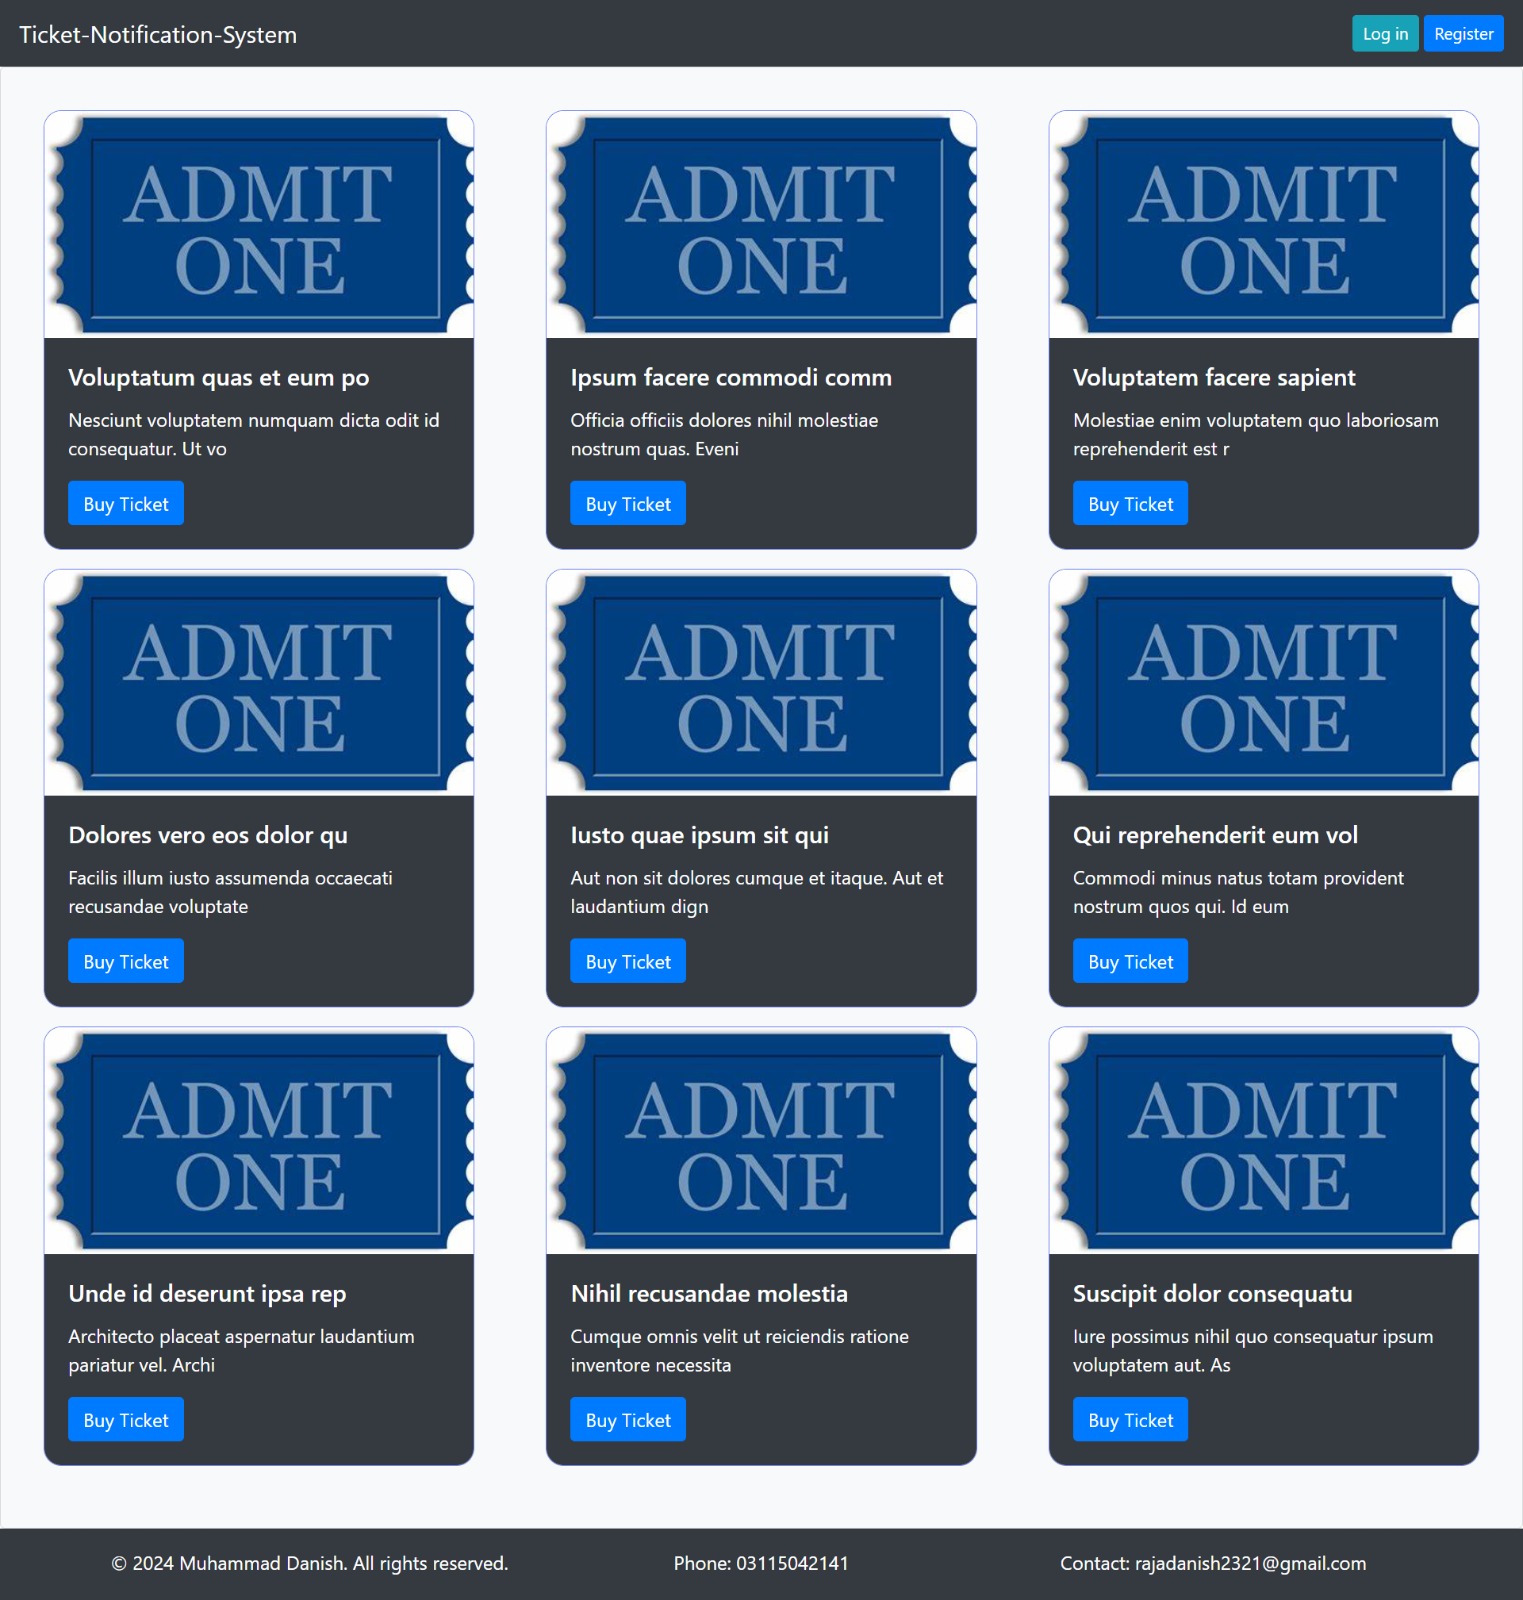 Ticket-Notification-System
Log in
Register
ADMIT
ONE
ADMIT
ONE
ADMIT
ONE
Voluptatum quas et eum po
Nesciunt voluptatem numquam dicta odit id
consequatur. Ut vo
Buy Ticket
Ipsum facere commodi comm
Officia officiis dolores nihil molestiae
nostrum quas. Eveni
Buy Ticket
Voluptatem facere sapient
Molestiae enim voluptatem quo laboriosam
reprehenderit est r
Buy Ticket
ADMIT
ONE
ADMIT
ONE
ADMIT
ONE
Dolores vero eos dolor qu
Facilis illum iusto assumenda occaecati
recusandae voluptate
Buy Ticket
Iusto quae ipsum sit qui
Aut non sit dolores cumque et itaque. Aut et
laudantium dign
Buy Ticket
Qui reprehenderit eum vol
Commodi minus natus totam provident
nostrum quos qui. Id eum
Buy Ticket
ADMIT
ONE
ADMIT
ONE
ADMIT
ONE
Unde id deserunt ipsa rep
Architecto placeat aspernatur laudantium
pariatur vel. Archi
Buy Ticket
Nihil recusandae molestia
Cumque omnis velit ut reiciendis ratione
inventore necessita
Buy Ticket
Suscipit dolor consequatu
Iure possimus nihil quo consequatur ipsum
voluptatem aut. As
Buy Ticket
© 2024 Muhammad Danish. All rights reserved.
Phone: 03115042141
Contact: rajadanish2321@gmail.com